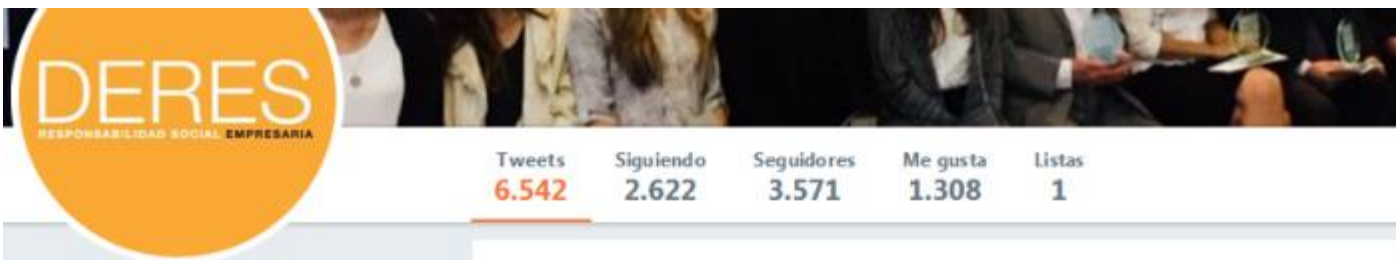 DERES
RESPONSABILIDAD SOCIAL EMPRESARIA
Tweets Siguiendo Seguidores Me gusta Listas
6.542 2.622 3.571 1.308 1